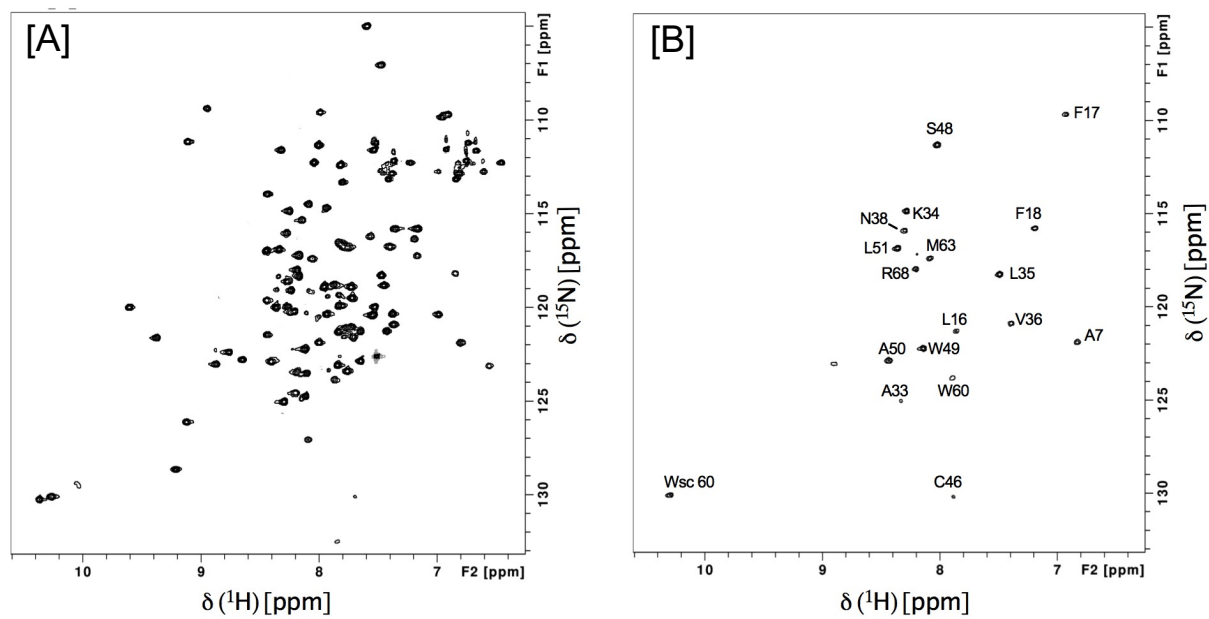 [A]
F1 [ppm]
110
115
120
125
130
δ (¹⁵N) [ppm]
10 9 8 7 F2 [ppm]
δ (¹H) [ppm]
[B]
F1 [ppm]
F17
S48
K34
N38
F18
L51
M63
R68
L35
L16
V36
A7
A50
W49
A33
W60
Wsc 60
C46
110
115
120
125
130
δ (¹⁵N) [ppm]
10 9 8 7 F2 [ppm]
δ (¹H) [ppm]